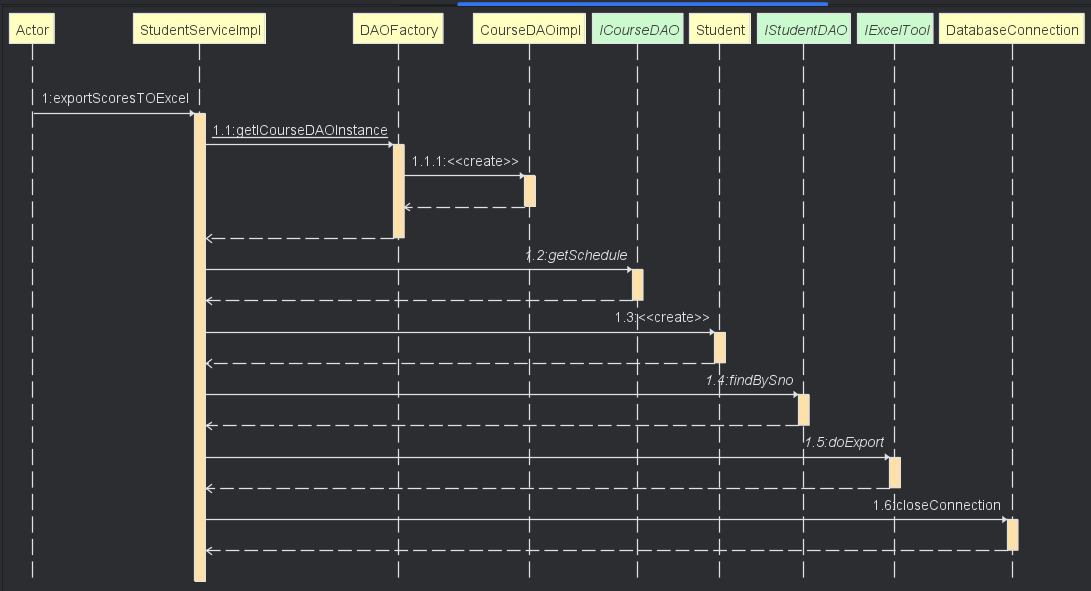 Actor
StudentServiceImpl
DAOFactory
CourseDAOimpl
ICourseDAO
Student
IStudentDAO
IExcelTool
DatabaseConnection
1:exportScoresTOExcel
1.1:getICourseDAOInstance
1.1.1:<<create>>
1.2:getSchedule
1.3:<<create>>
1.4:findBySno
1.5:doExport
1.6:closeConnection